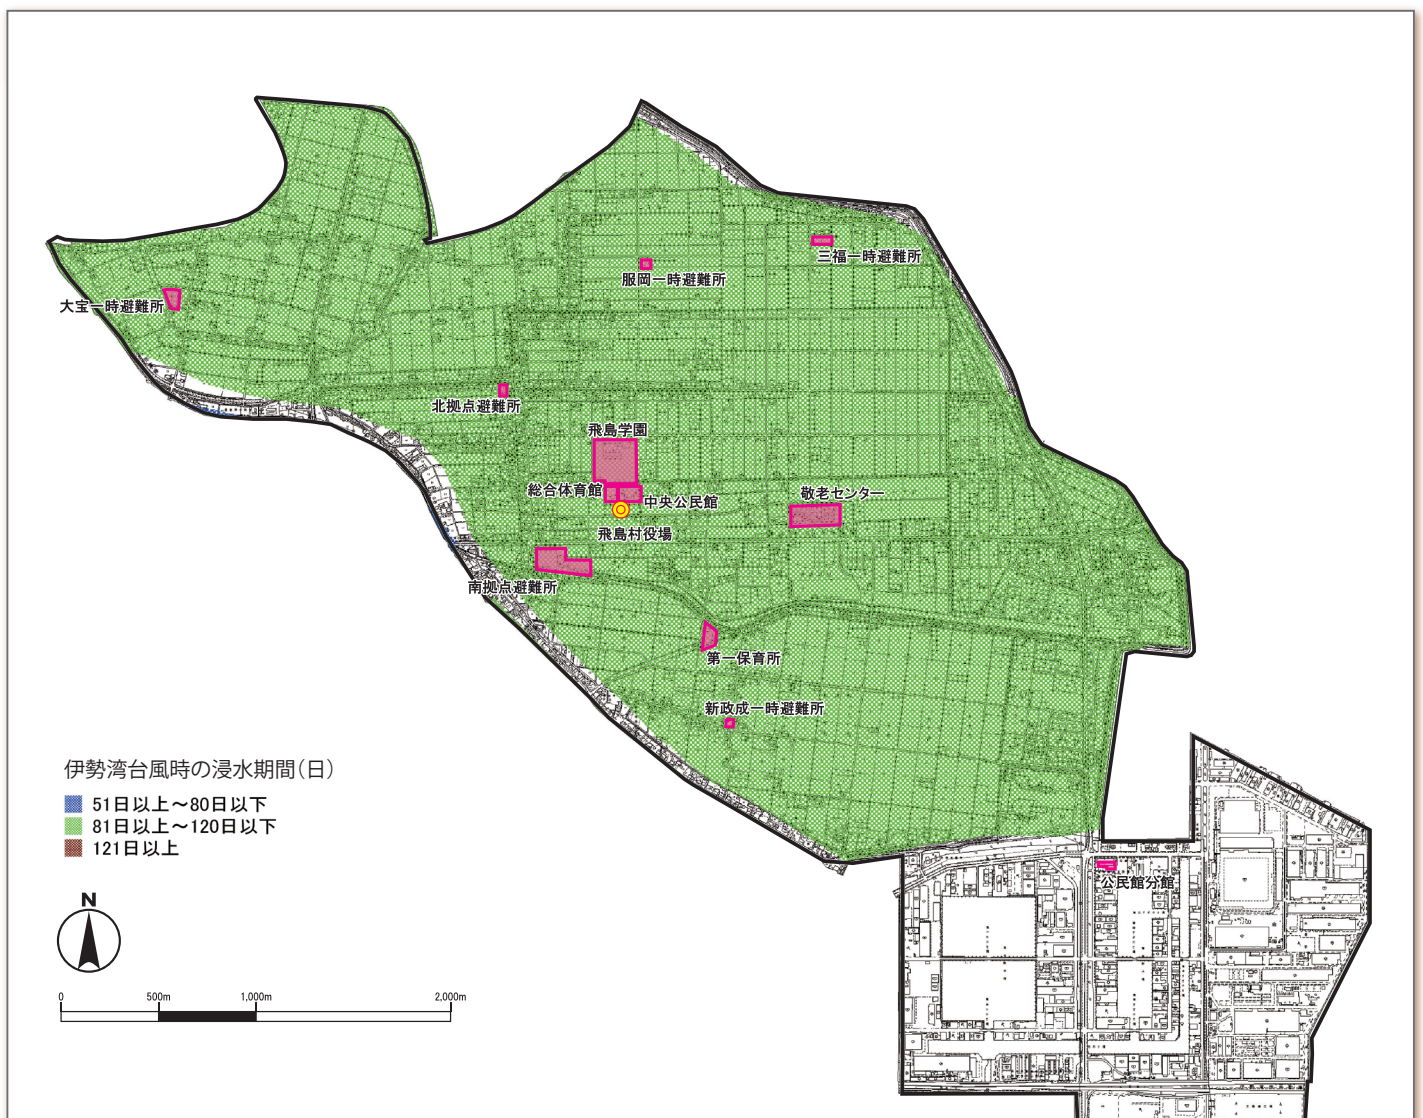 三福一時避難所
服岡一時避難所
大宝一時避難所
北拠点避難所
飛島学園
総合体育館
中央公民館
敬老センター
飛島村役場
南拠点避難所
第一保育所
新政成一時避難所
公民館分館
伊勢湾台風時の浸水期間(日)
51日以上~80日以下
81日以上~120日以下
121日以上
N
0 500m 1,000m 2,000m